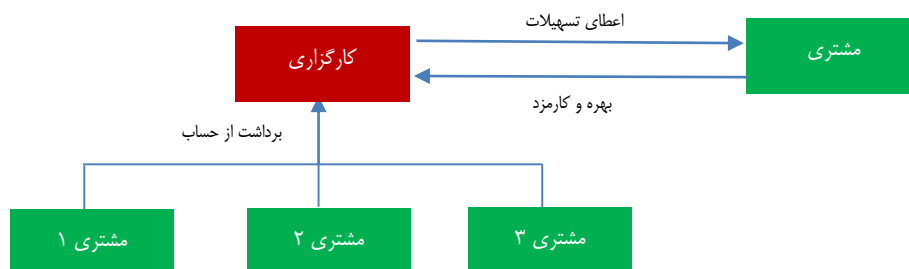 اعطای تسهیلات
مشتری
کارگزاری
بهره و کارمزد
برداشت از حساب
مشتری ۳
مشتری ۲
مشتری ۱